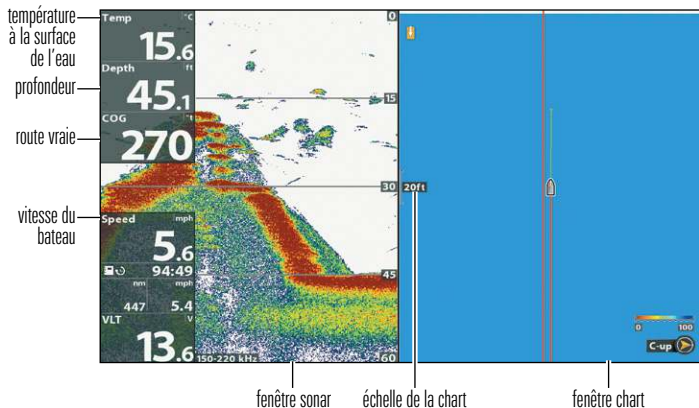 température
à la surface
de l'eau
profondeur
route vraie
vitesse du
bateau
Temp °C
15.6
Depth ft
45.1
COG
270
Speed mph
5.6
94:49
nm mph
447 5.4
VLT V
13.6
0
15
30
45
60
150-220 kHz
20ft
0 100
C-up
fenêtre sonar
échelle de la chart
fenêtre chart